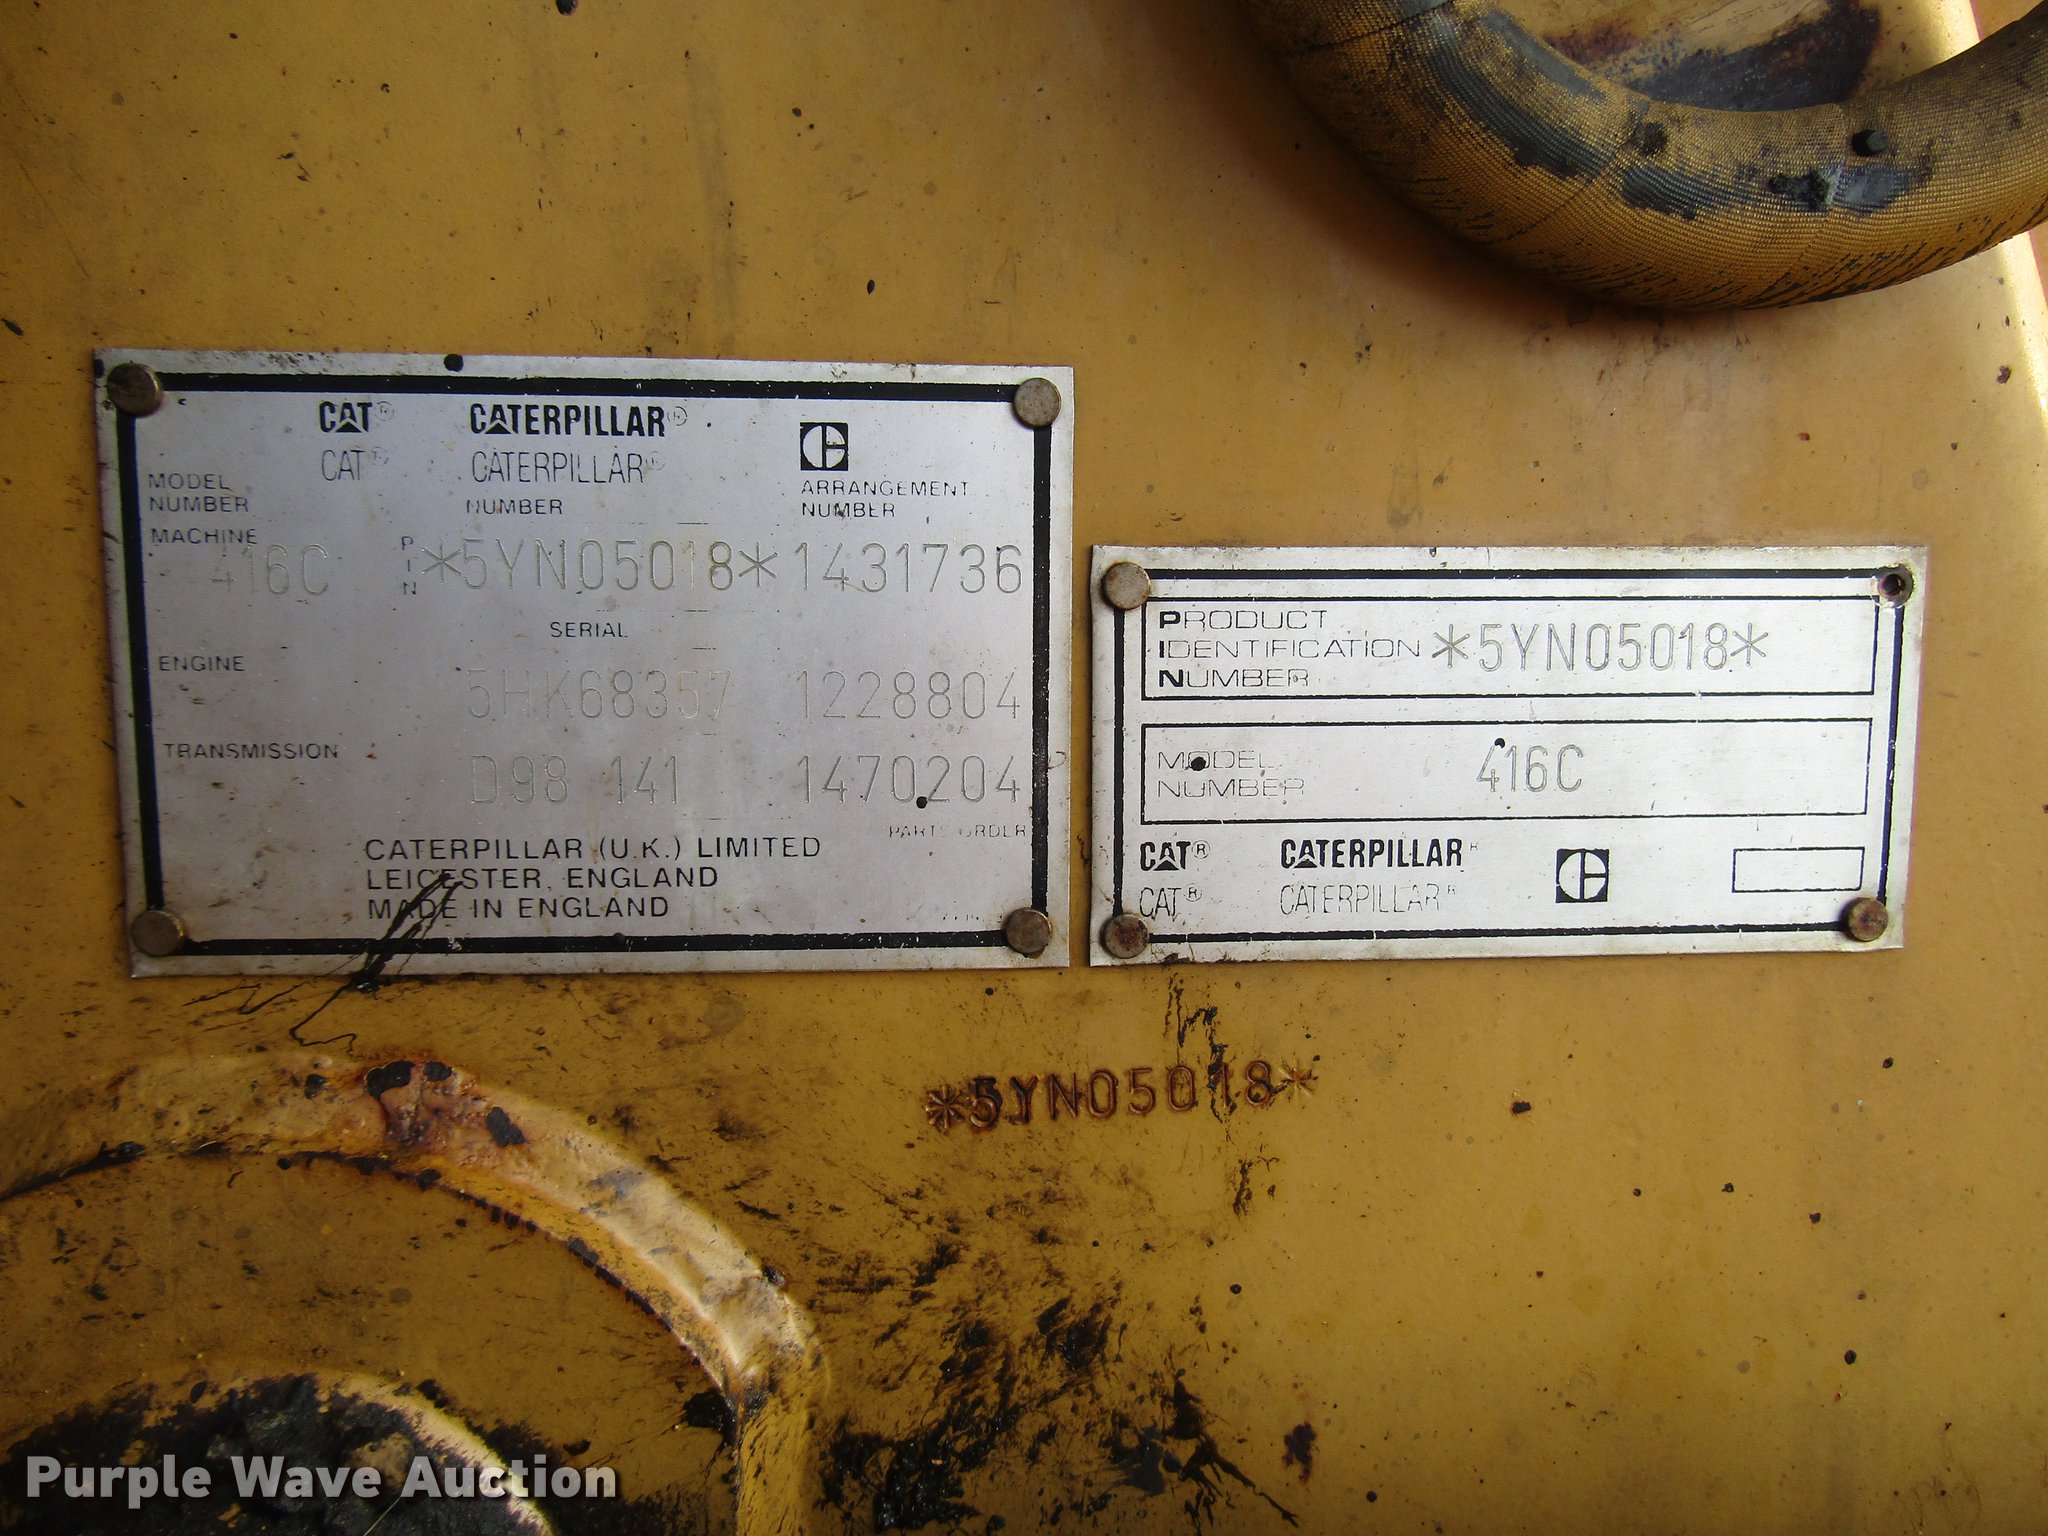 CAT® CATERPILLAR®
CAT® CATERPILLAR®
MODEL NUMBER
NUMBER
ARRANGEMENT NUMBER
MACHINE 416C PIN *5YN05018* 1431736
SERIAL
ENGINE 5HK68357 1228804
TRANSMISSION D98 141 1470204
PARTS ORDER
CATERPILLAR (U.K.) LIMITED
LEICESTER, ENGLAND
MADE IN ENGLAND
PRODUCT
IDENTIFICATION *5YN05018*
NUMBER
MODEL
NUMBER 416C
CAT® CATERPILLAR®
CAT® CATERPILLAR®
*5YN05018*
Purple Wave Auction